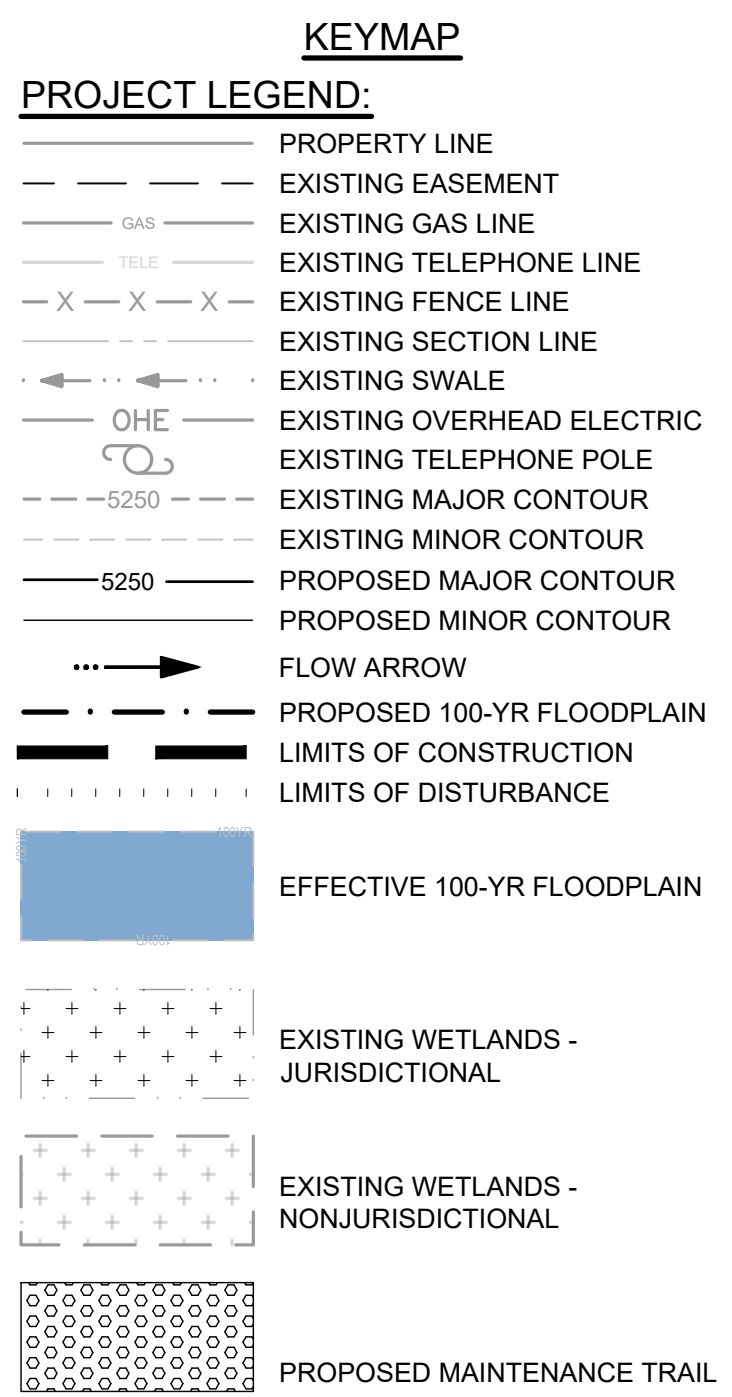 KEYMAP
PROJECT LEGEND:
PROPERTY LINE
EXISTING EASEMENT
GAS EXISTING GAS LINE
TELE EXISTING TELEPHONE LINE
X X X EXISTING FENCE LINE
EXISTING SECTION LINE
EXISTING SWALE
OHE EXISTING OVERHEAD ELECTRIC
EXISTING TELEPHONE POLE
5250 EXISTING MAJOR CONTOUR
EXISTING MINOR CONTOUR
5250 PROPOSED MAJOR CONTOUR
PROPOSED MINOR CONTOUR
FLOW ARROW
PROPOSED 100-YR FLOODPLAIN
LIMITS OF CONSTRUCTION
LIMITS OF DISTURBANCE
100YR
100YR
EFFECTIVE 100-YR FLOODPLAIN
100YR
EXISTING WETLANDS -
JURISDICTIONAL
EXISTING WETLANDS -
NONJURISDICTIONAL
PROPOSED MAINTENANCE TRAIL